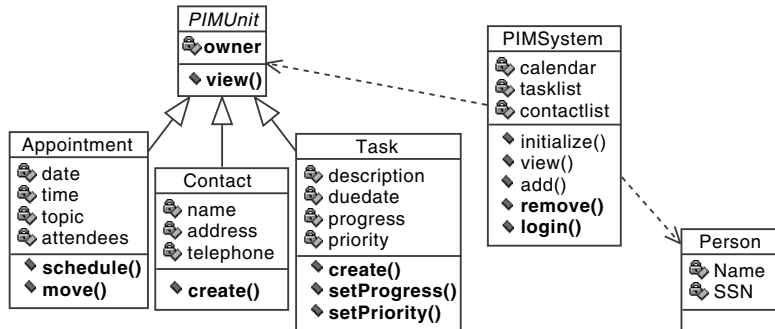 PIMUnit
owner
view()
PIMSystem
calendar
tasklist
contactlist
initialize()
view()
add()
remove()
login()
Appointment
date
time
topic
attendees
schedule()
move()
Contact
name
address
telephone
create()
Task
description
duedate
progress
priority
create()
setProgress()
setPriority()
Person
Name
SSN